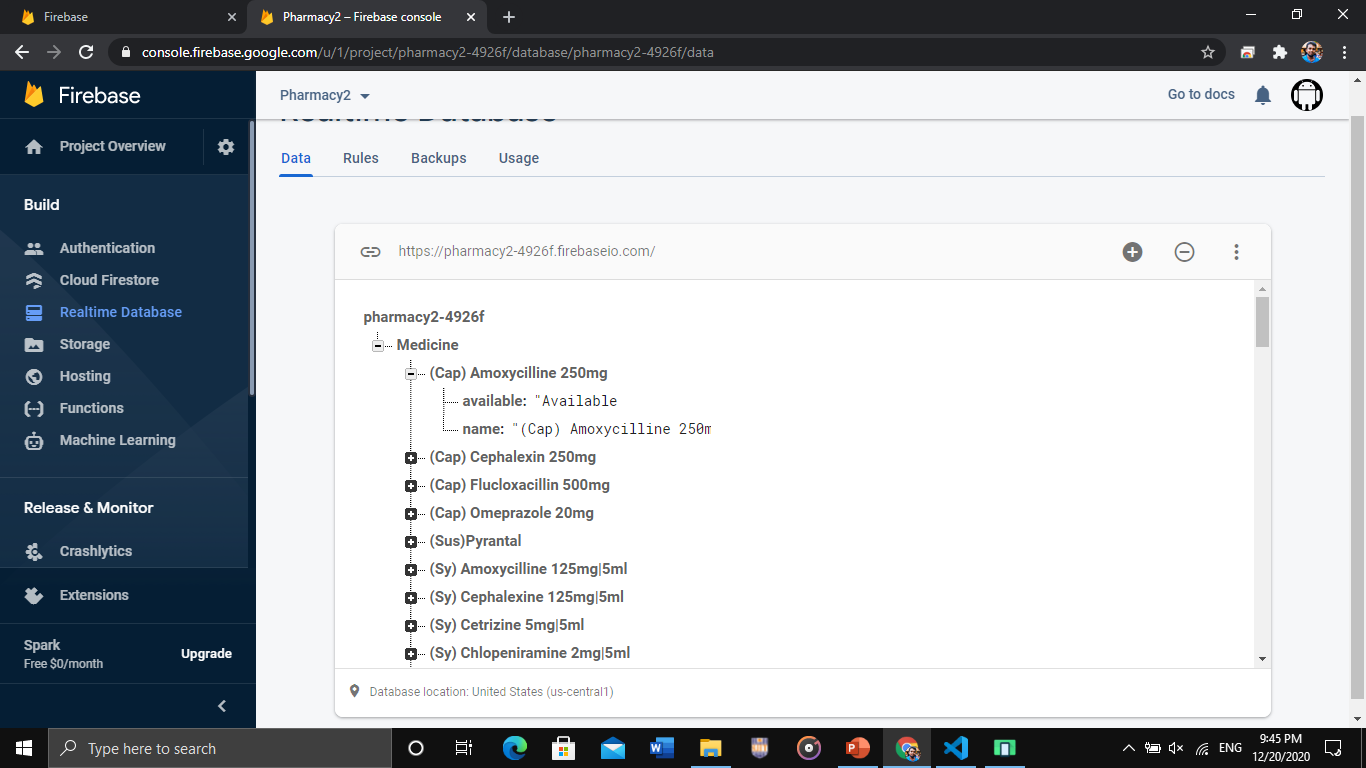 Firebase
Pharmacy2 – Firebase console
console.firebase.google.com/u/1/project/pharmacy2-4926f/database/pharmacy2-4926f/data
Firebase
Pharmacy2
Go to docs
Realtime Database
Project Overview
Data Rules Backups Usage
Build
Authentication
Cloud Firestore
Realtime Database
Storage
Hosting
Functions
Machine Learning
Release & Monitor
Crashlytics
Extensions
Spark
Free $0/month
Upgrade
https://pharmacy2-4926f.firebaseio.com/
pharmacy2-4926f
Medicine
(Cap) Amoxycilline 250mg
available: "Available
name: "(Cap) Amoxycilline 250m
(Cap) Cephalexin 250mg
(Cap) Flucloxacillin 500mg
(Cap) Omeprazole 20mg
(Sus)Pyrantal
(Sy) Amoxycilline 125mg|5ml
(Sy) Cephalexine 125mg|5ml
(Sy) Cetrizine 5mg|5ml
(Sy) Chlopeniramine 2mg|5ml
Database location: United States (us-central1)
Type here to search
ENG
9:45 PM
12/20/2020